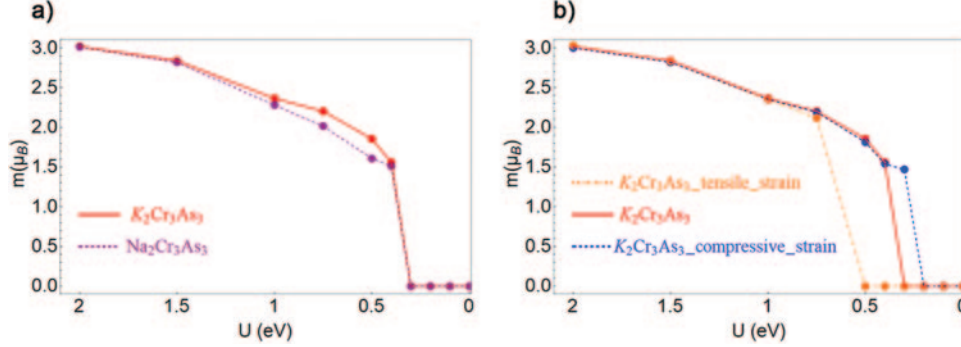 a)
3.0
2.5
2.0
1.5
1.0
0.5
0.0
m(μB)
K2Cr3As3
Na2Cr3As3
2 1.5 1 0.5 0
U (eV)
b)
3.0
2.5
2.0
1.5
1.0
0.5
0.0
m(μB)
K2Cr3As3_tensile_strain
K2Cr3As3
K2Cr3As3_compressive_strain
2 1.5 1 0.5 0
U (eV)